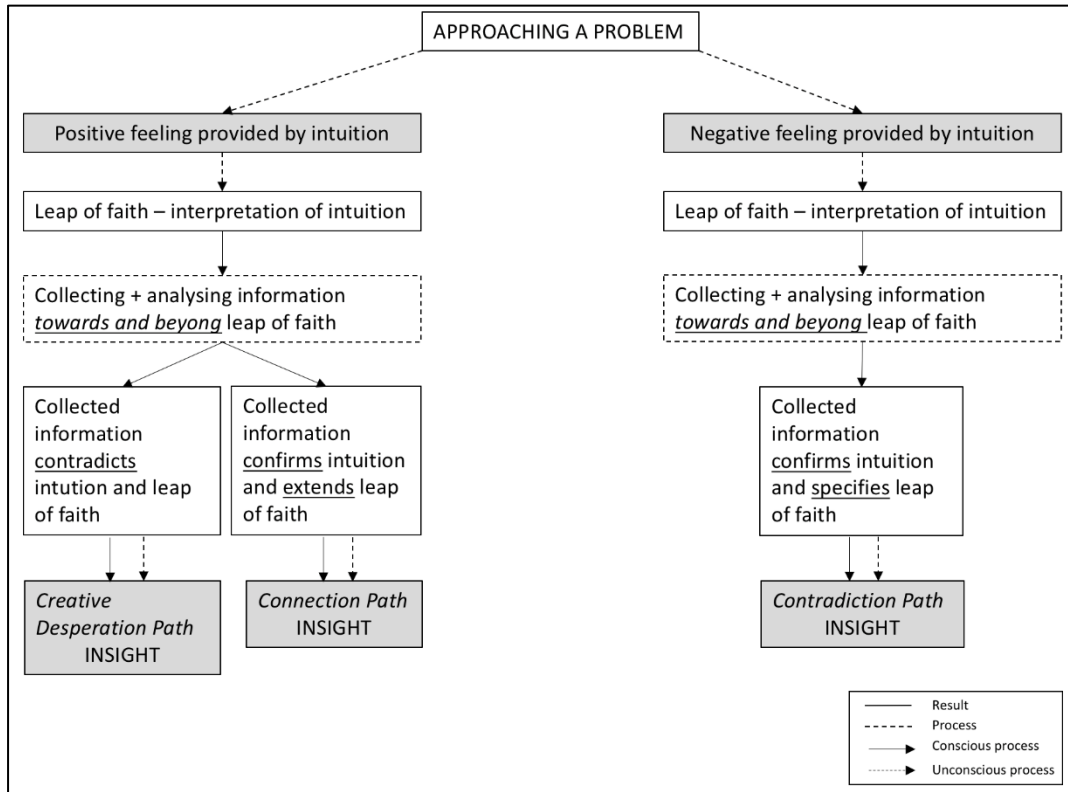 APPROACHING A PROBLEM
Positive feeling provided by intuition
Negative feeling provided by intuition
Leap of faith – interpretation of intuition
Leap of faith – interpretation of intuition
Collecting + analysing information
towards and beyong leap of faith
Collecting + analysing information
towards and beyong leap of faith
Collected
information
contradicts
intution and leap
of faith
Collected
information
confirms intuition
and extends leap
of faith
Collected
information
confirms intuition
and specifies leap
of faith
Creative
Desperation Path
INSIGHT
Connection Path
INSIGHT
Contradiction Path
INSIGHT
Result
Process
Conscious process
Unconscious process